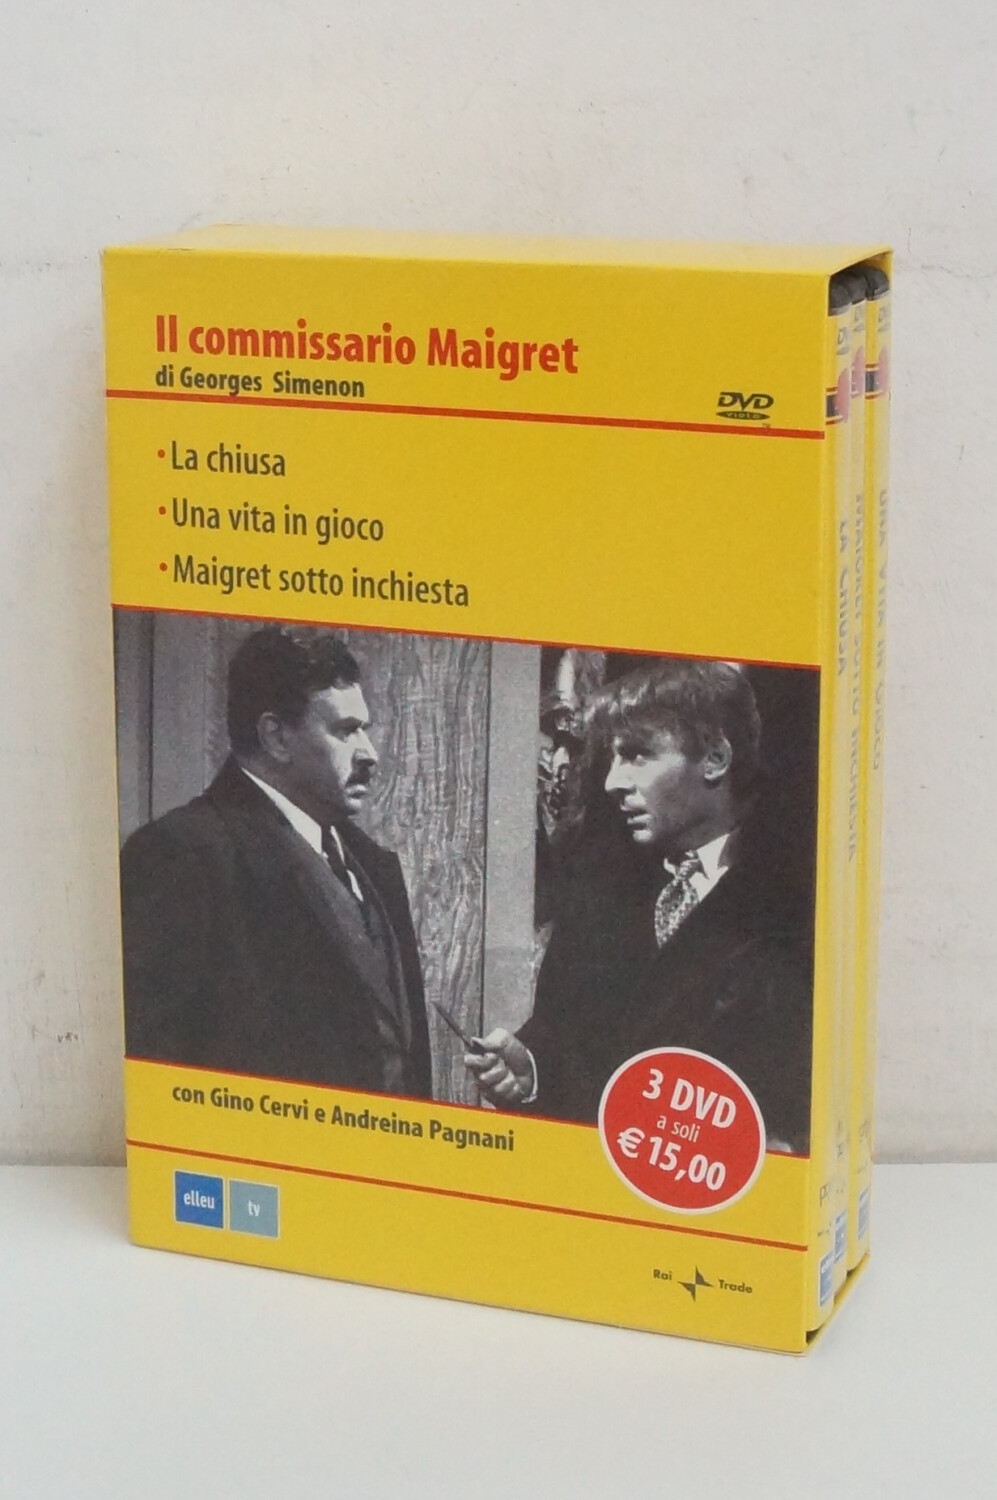 Il commissario Maigret
di Georges Simenon
DVD
VIDEO
• La chiusa
• Una vita in gioco
• Maigret sotto inchiesta
con Gino Cervi e Andreina Pagnani
3 DVD
a soli
€ 15,00
elleu
tv
Rai Trade
LA CHIUSA
MAIGRET SOTTO INCHIESTA
UNA VITA IN GIOCO